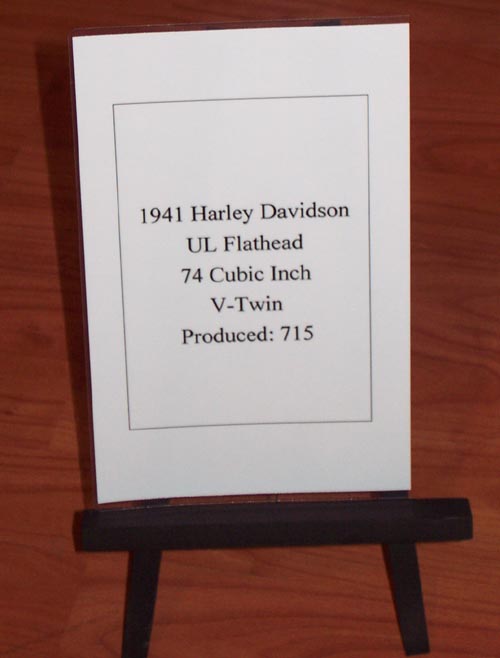 1941 Harley Davidson
UL Flathead
74 Cubic Inch
V-Twin
Produced: 715